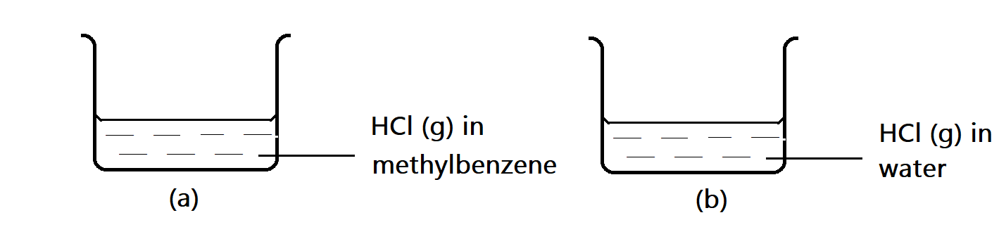 HCl (g) in
methylbenzene
(a)
HCl (g) in
water
(b)